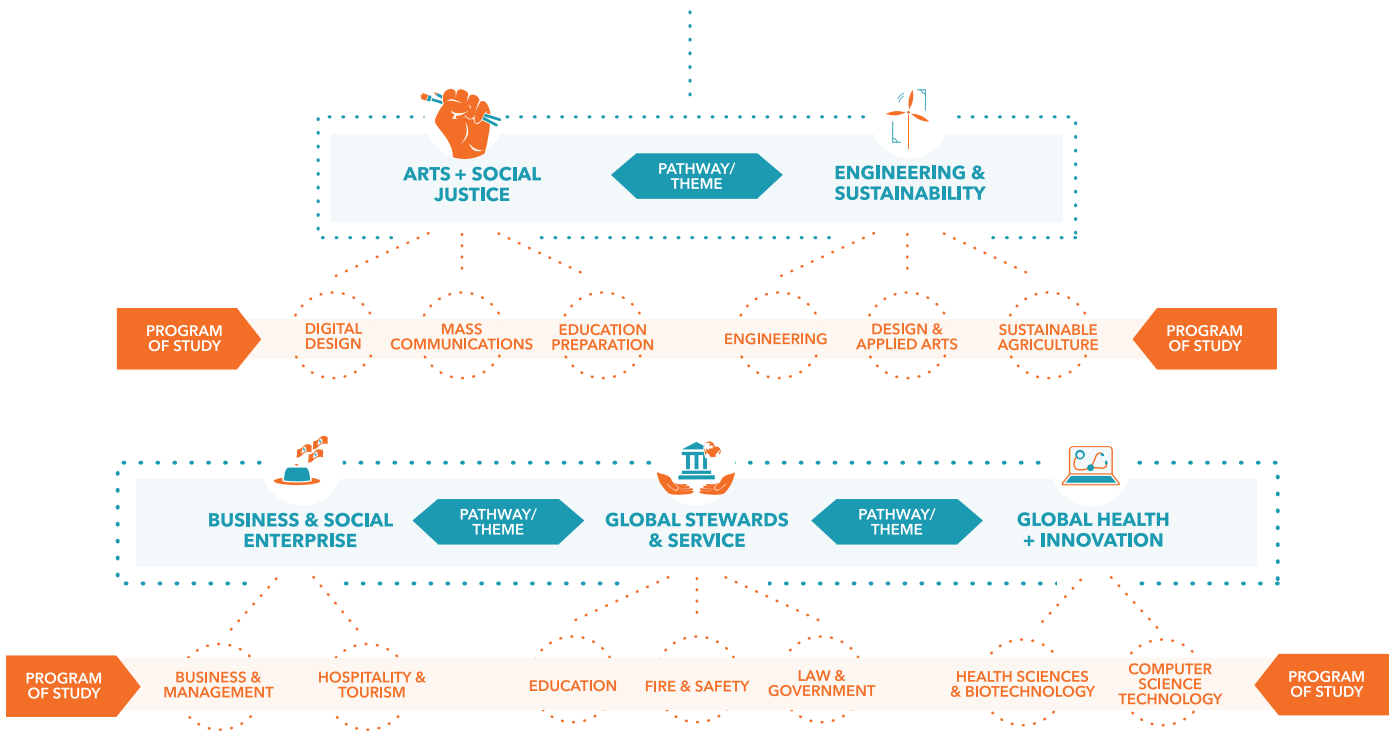 ARTS + SOCIAL
JUSTICE
PATHWAY/
THEME
ENGINEERING &
SUSTAINABILITY
PROGRAM
OF STUDY
DIGITAL
DESIGN
MASS
COMMUNICATIONS
EDUCATION
PREPARATION
ENGINEERING
DESIGN &
APPLIED ARTS
SUSTAINABLE
AGRICULTURE
PROGRAM
OF STUDY
BUSINESS & SOCIAL
ENTERPRISE
PATHWAY/
THEME
GLOBAL STEWARDS
& SERVICE
PATHWAY/
THEME
GLOBAL HEALTH
+ INNOVATION
PROGRAM
OF STUDY
BUSINESS &
MANAGEMENT
HOSPITALITY &
TOURISM
EDUCATION
FIRE & SAFETY
LAW &
GOVERNMENT
HEALTH SCIENCES
& BIOTECHNOLOGY
COMPUTER
SCIENCE
TECHNOLOGY
PROGRAM
OF STUDY